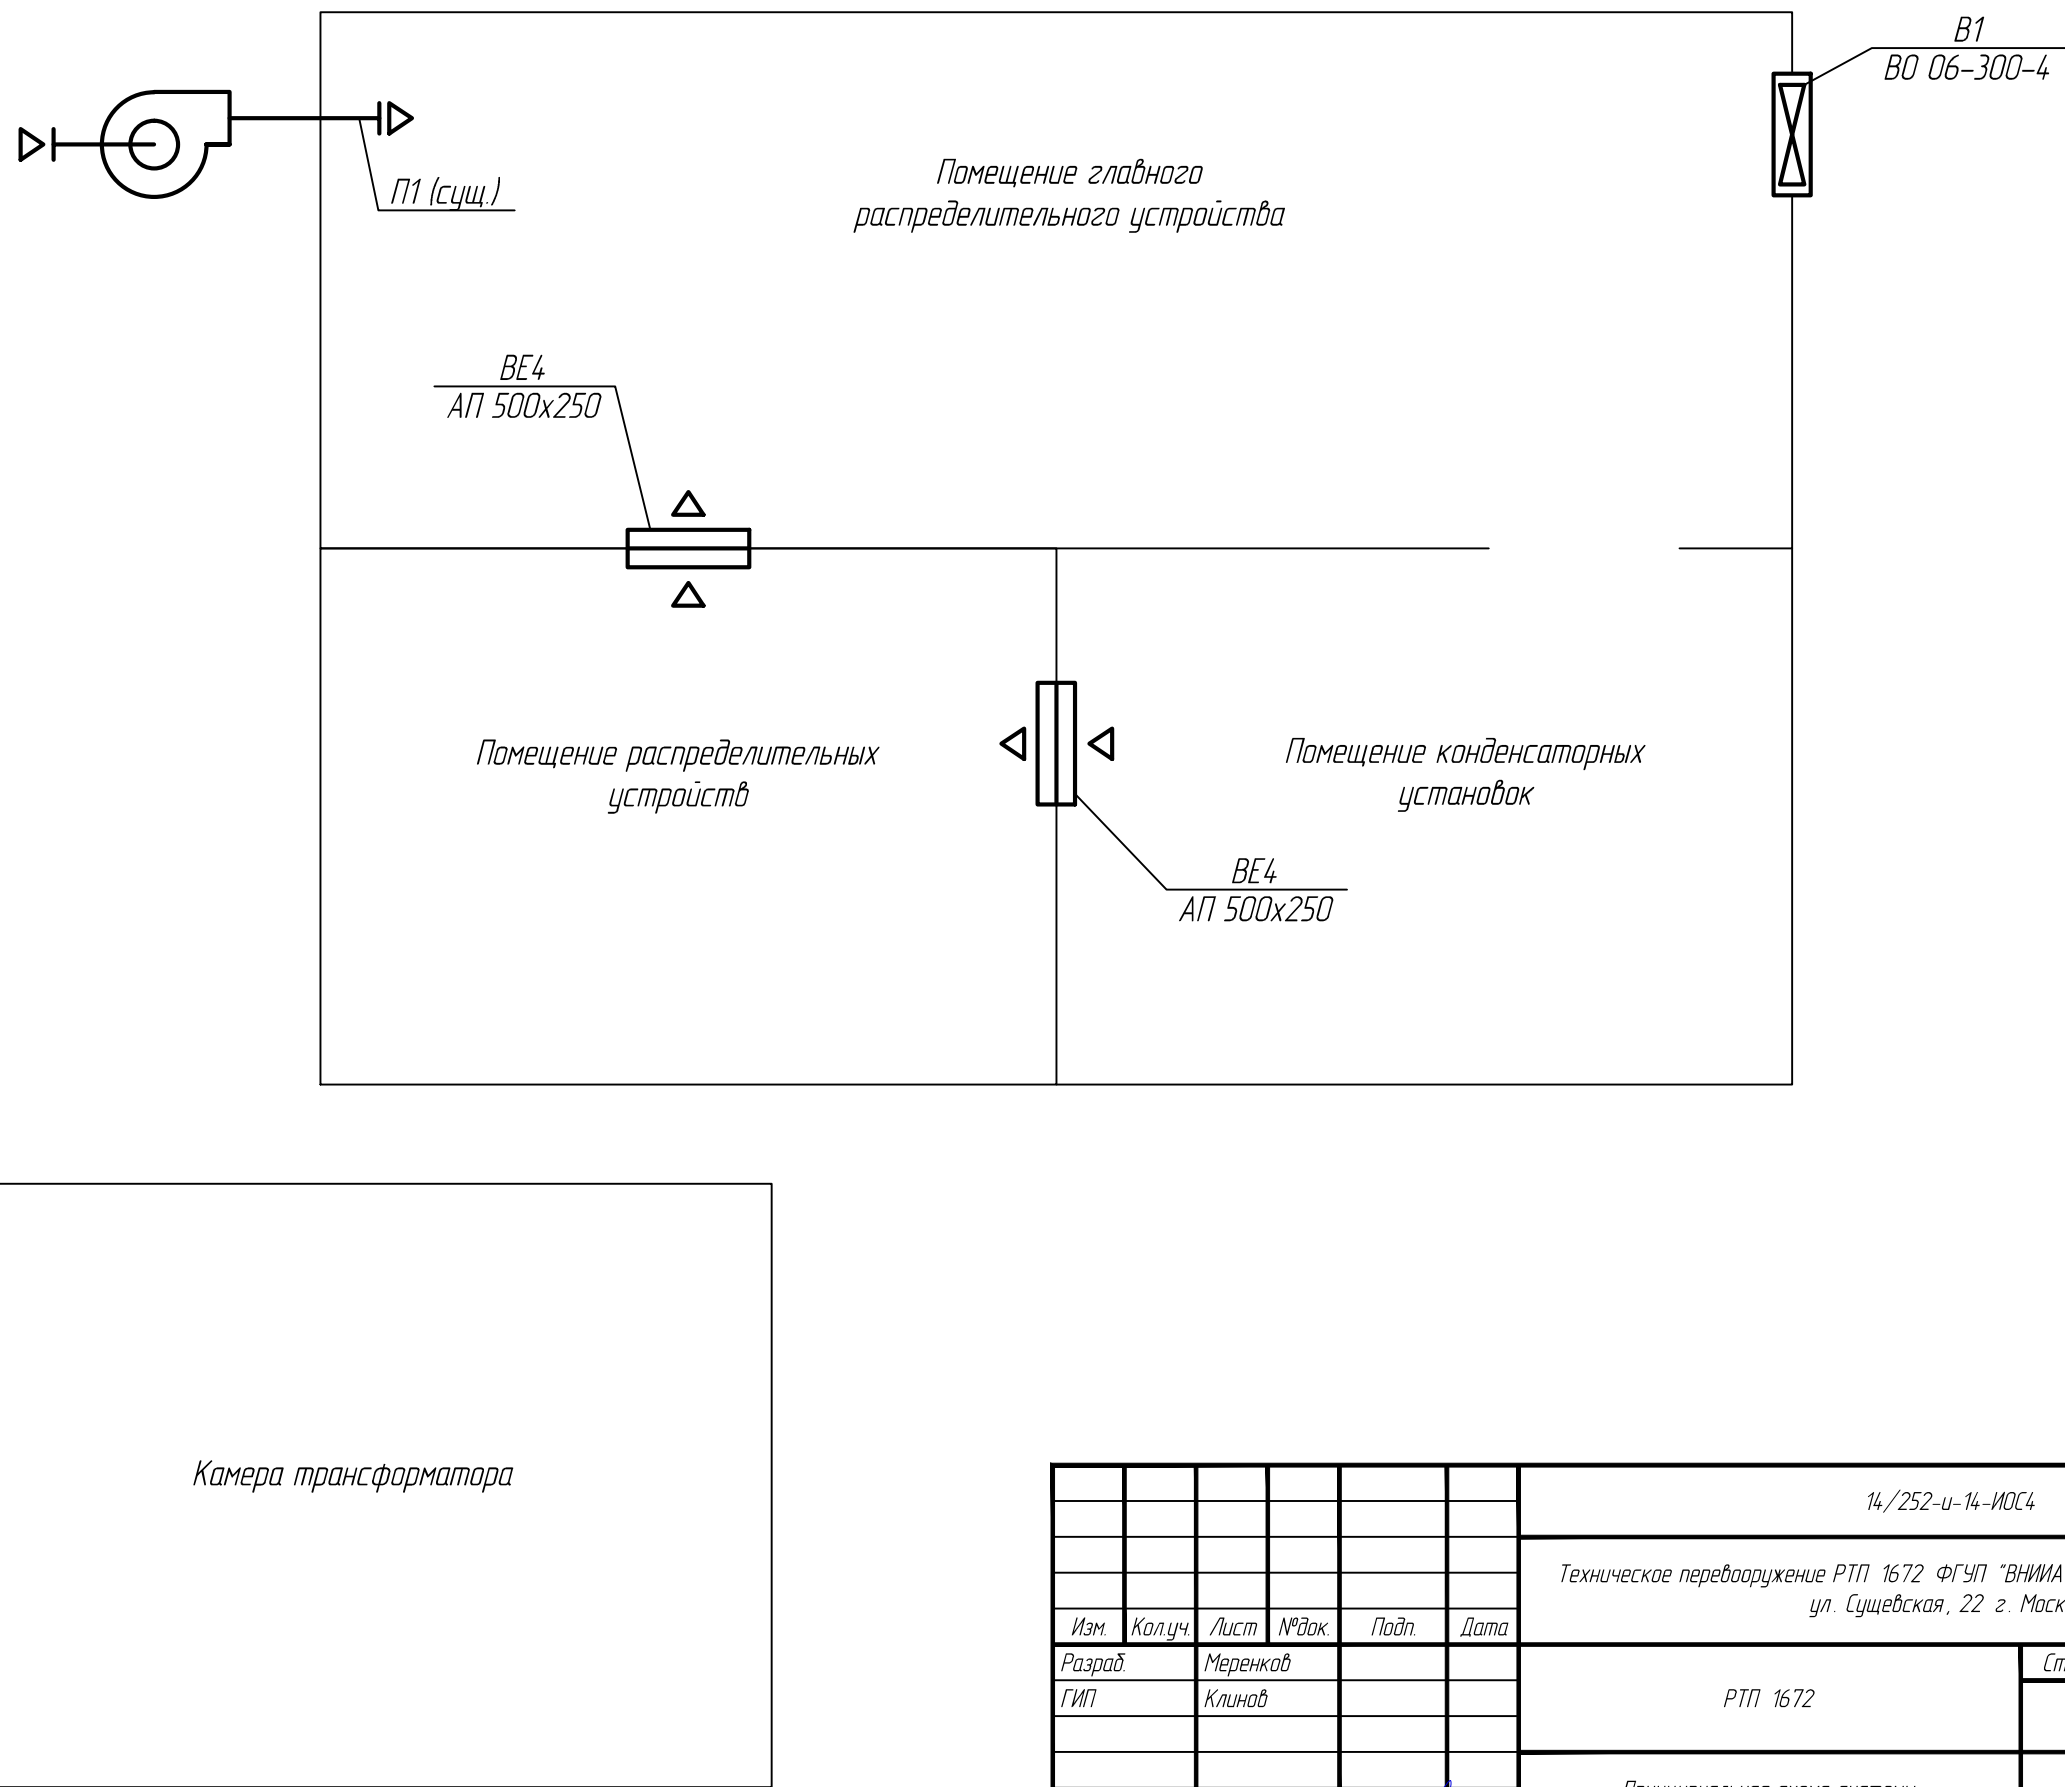 В1
ВО 06-300-4
П1 (сущ.)
Помещение главного
распределительного устройства
ВЕ4
АП 500х250
Помещение распределительных
устройств
Помещение конденсаторных
установок
ВЕ4
АП 500х250
Камера трансформатора
14/252-и-14-ИОС4
Техническое перевооружение РТП 1672 ФГУП "ВНИИА
ул. Сущевская, 22 г. Моск
Изм. Кол.уч. Лист №док. Подп. Дата
Разраб. Меренков
ГИП Клинов
РТП 1672
Ст